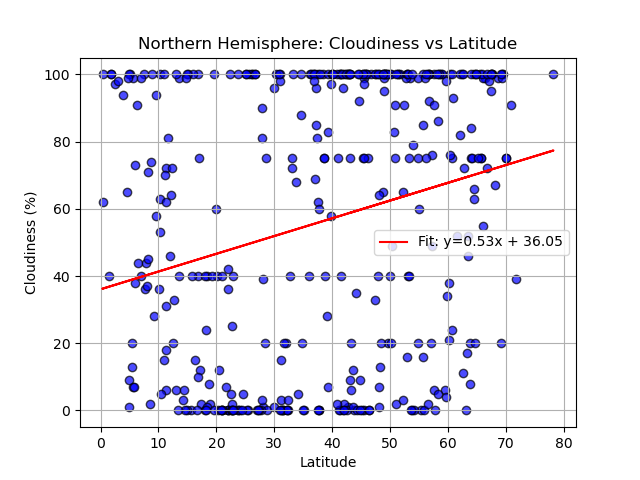 Northern Hemisphere: Cloudiness vs Latitude
100
80
60
40
20
0
Cloudiness (%)
Fit: y=0.53x + 36.05
0 10 20 30 40 50 60 70 80
Latitude